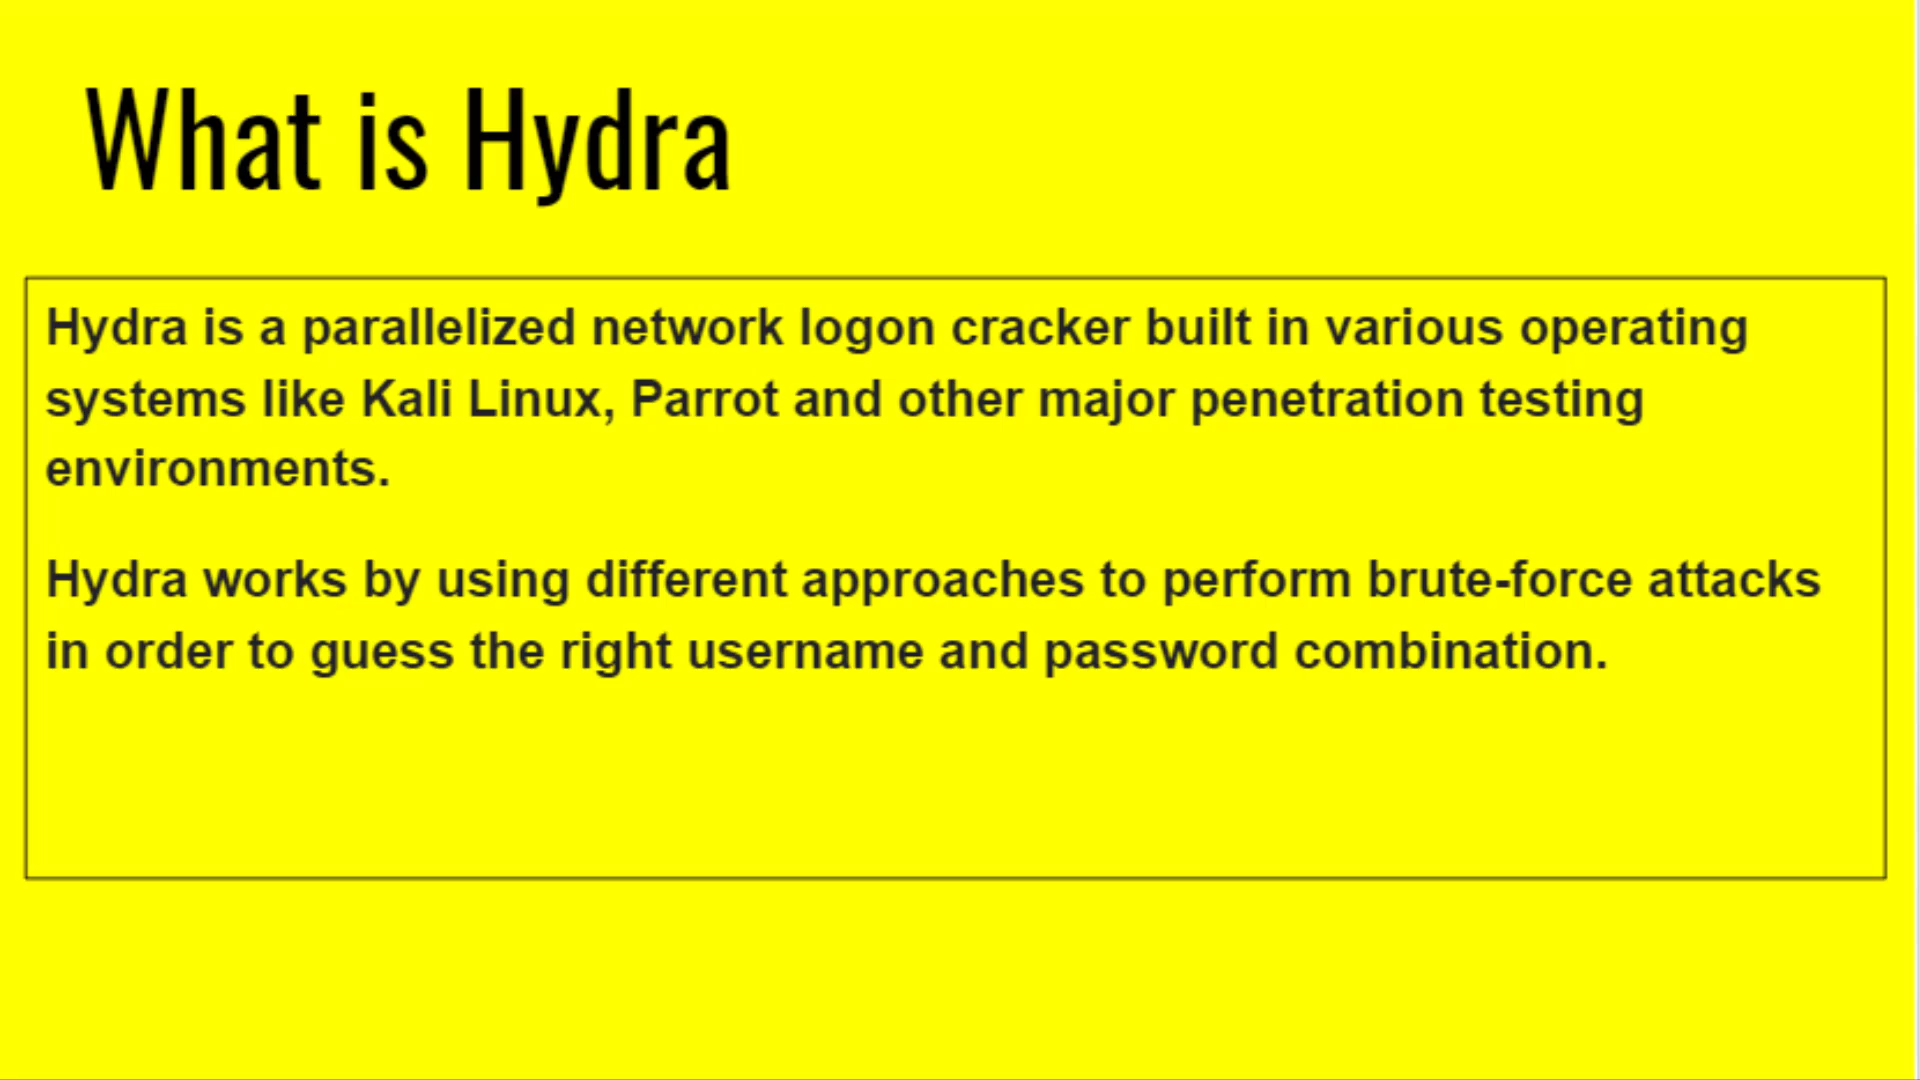 What is Hydra
Hydra is a parallelized network logon cracker built in various operating
systems like Kali Linux, Parrot and other major penetration testing
environments.
Hydra works by using different approaches to perform brute-force attacks
in order to guess the right username and password combination.